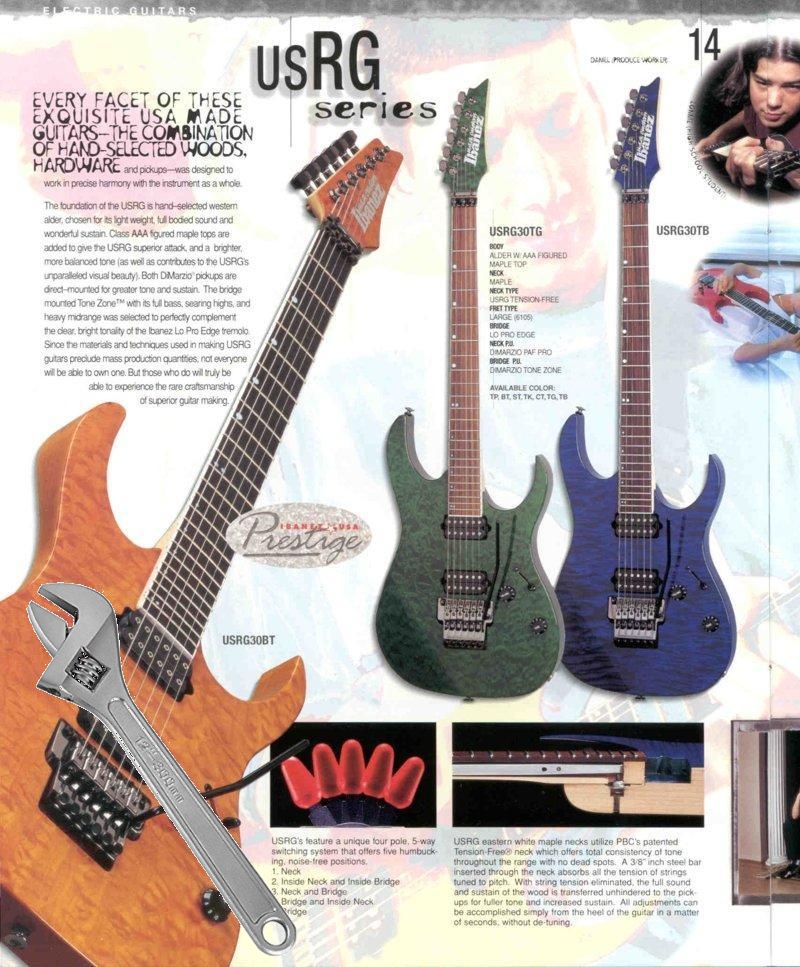 ELECTRIC GUITARS
USRG
series
14
DANIEL (PRODUCE WORKER)
EVERY FACET OF THESE
EXQUISITE USA MADE
GUITARS—THE COMBINATION
OF HAND-SELECTED WOODS,
HARDWARE and pickups—was designed to
work in precise harmony with the instrument as a whole.
The foundation of the USRG is hand-selected western
alder, chosen for its light weight, full bodied sound and
wonderful sustain. Class AAA figured maple tops are
added to give the USRG superior attack, and a brighter,
more balanced tone (as well as contributes to the USRG's
unparalleled visual beauty). Both DiMarzio® pickups are
direct-mounted for greater tone and sustain. The bridge
mounted Tone Zone™ with its full bass, searing highs, and
heavy midrange was selected to perfectly complement
the clear, bright tonality of the Ibanez Lo Pro Edge tremolo.
Since the materials and techniques used in making USRG
guitars preclude mass production quantities, not everyone
will be able to own one. But those who do will truly be
able to experience the rare craftsmanship
of superior guitar making.
Ibanez
Ibanez
Ibanez
USRG30TG
BODY
ALDER W/ AAA FIGURED
MAPLE TOP
NECK
MAPLE
NECK TYPE
USRG TENSION-FREE
FRET TYPE
LARGE (6105)
BRIDGE
LO PRO EDGE
NECK P.U.
DIMARZIO PAF PRO
BRIDGE P.U.
DIMARZIO TONE ZONE
AVAILABLE COLOR:
TP, BT, ST, TK, CT, TG, TB
USRG30TB
IBANEZ USA
Prestige
USRG30BT
12" 300mm
USRG's feature a unique four pole, 5-way
switching system that offers five humbuck-
ing, noise-free positions.
1. Neck
2. Inside Neck and Inside Bridge
3. Neck and Bridge
Bridge and Inside Neck
ridge
USRG eastern white maple necks utilize PBC's patented
Tension-Free® neck which offers total consistency of tone
throughout the range with no dead spots. A 3/8" inch steel bar
inserted through the neck absorbs all the tension of strings
tuned to pitch. With string tension eliminated, the full sound
and sustain of the wood is transferred unhindered to the pick-
ups for fuller tone and increased sustain. All adjustments can
be accomplished simply from the heel of the guitar in a matter
of seconds, without de-tuning.